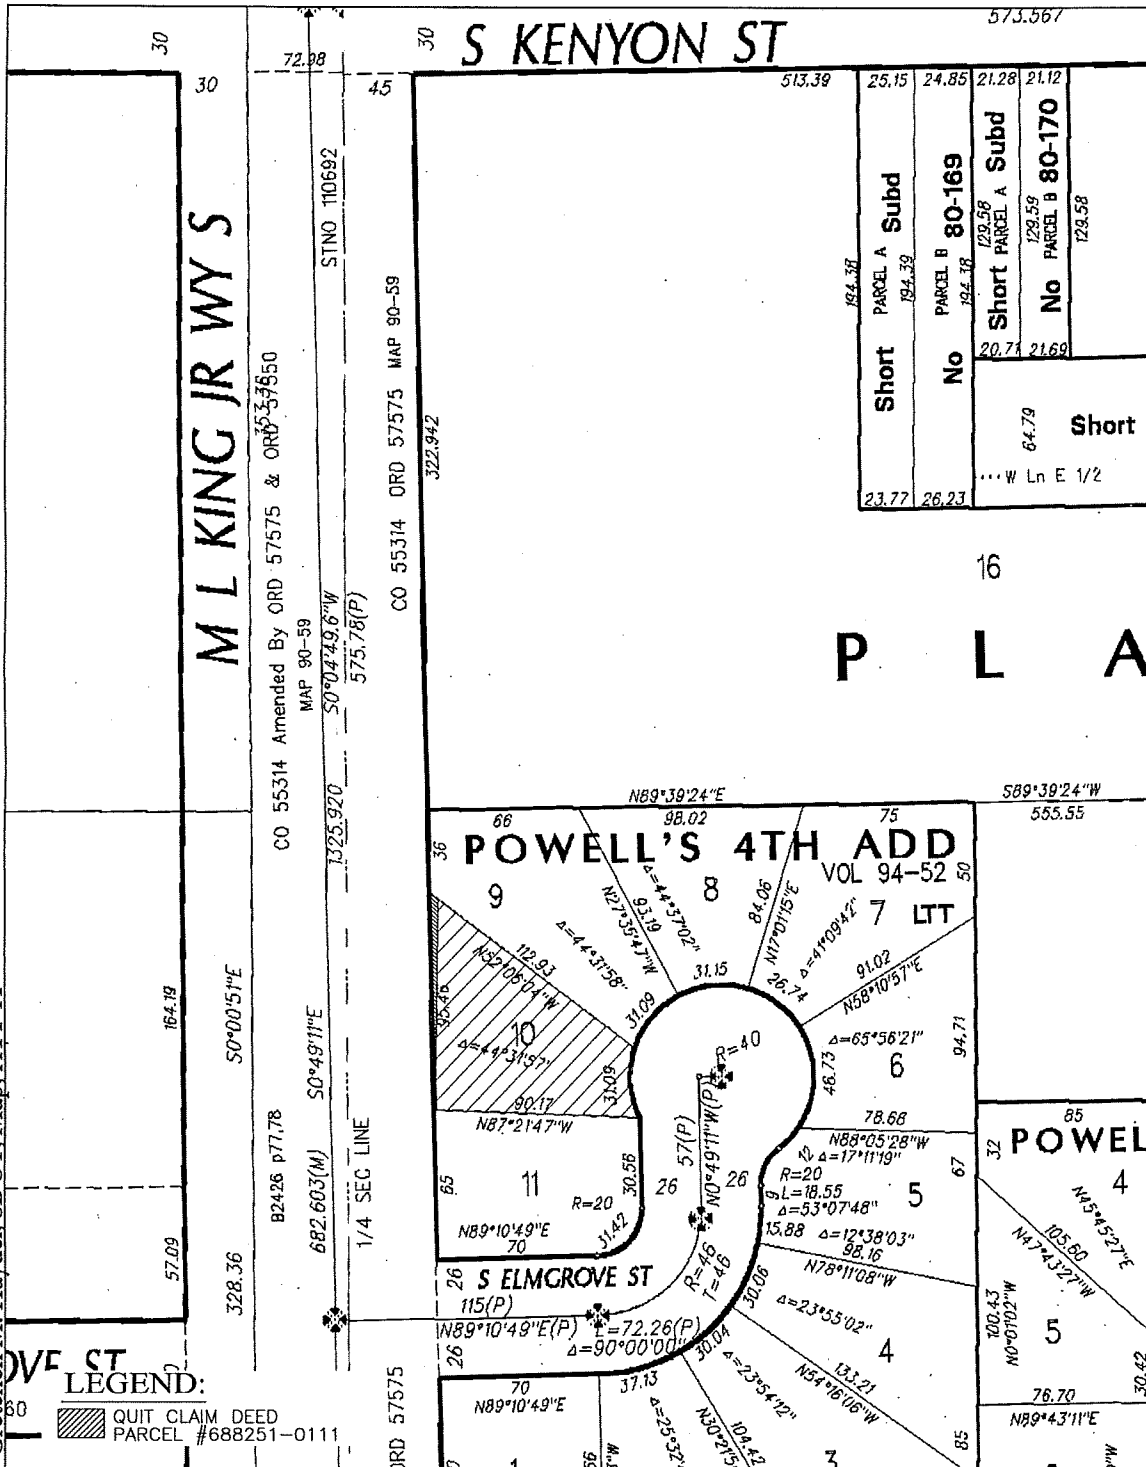 573.567
30
30
S KENYON ST
72.98
30
45
513.39
25.15
24.85
21.28
21.12
STNO 110692
M L KING JR WY S
Short PARCEL A Subd
194.38
194.39
No PARCEL B 80-169
194.38
Short PARCEL A Subd
129.58
No PARCEL B 80-170
129.59
129.58
20.71
21.69
64.79
Short
W Ln E 1/2
23.77
26.23
16
P L A
CO 55314 Amended By ORD 57575 & ORD 57550
MAP 90-59
CO 55314 ORD 57575 MAP 90-59
322.942
S0°04'49.6"W
575.78(P)
1325.920
N89°39'24"E
S89°39'24"W
66
98.02
75
555.55
36
POWELL'S 4TH ADD
VOL 94-52
50
9
8
7
LTT
Δ=44°37'02"
93.19
N27°35'47"W
84.06
N17°01'15"E
Δ=41°09'42"
Δ=44°31'58"
112.93
N52°06'04"W
31.15
26.74
91.02
N58°10'57"E
31.09
10
Δ=44°31'57"
31.09
90.17
N87°21'47"W
R=40
Δ=65°56'21"
6
48.73
94.71
164.19
S0°00'51"E
S0°49'11"E
B2426 p77,78
682.603(M)
1/4 SEC LINE
57.09
328.36
78.68
N88°05'28"W
85
POWEL
32
4
57(P)
N0°49'11"W(P)
12
Δ=17°11'19"
R=20
9
L=18.55
Δ=53°07'48"
5
67
65
11
30.56
26
26
R=20
N89°10'49"E
70
31.42
15.88
Δ=12°38'03"
98.16
N78°11'08"W
N45°45'27"E
105.60
N47°43'27"W
26
S ELMGROVE ST
R=46
T=46
30.06
115(P)
N89°10'49"E(P)
L=72.26(P)
Δ=90°00'00"
Δ=23°55'02"
100.43
N0°01'02"W
5
4
26
30.04
37.13
70
N89°10'49"E
Δ=23°54'12"
133.21
N54°16'06"W
30.42
76.70
N89°43'11"E
ORD 57575
104.42
85
3
1
OVE ST
60
LEGEND:
QUIT CLAIM DEED
PARCEL #688251-0111